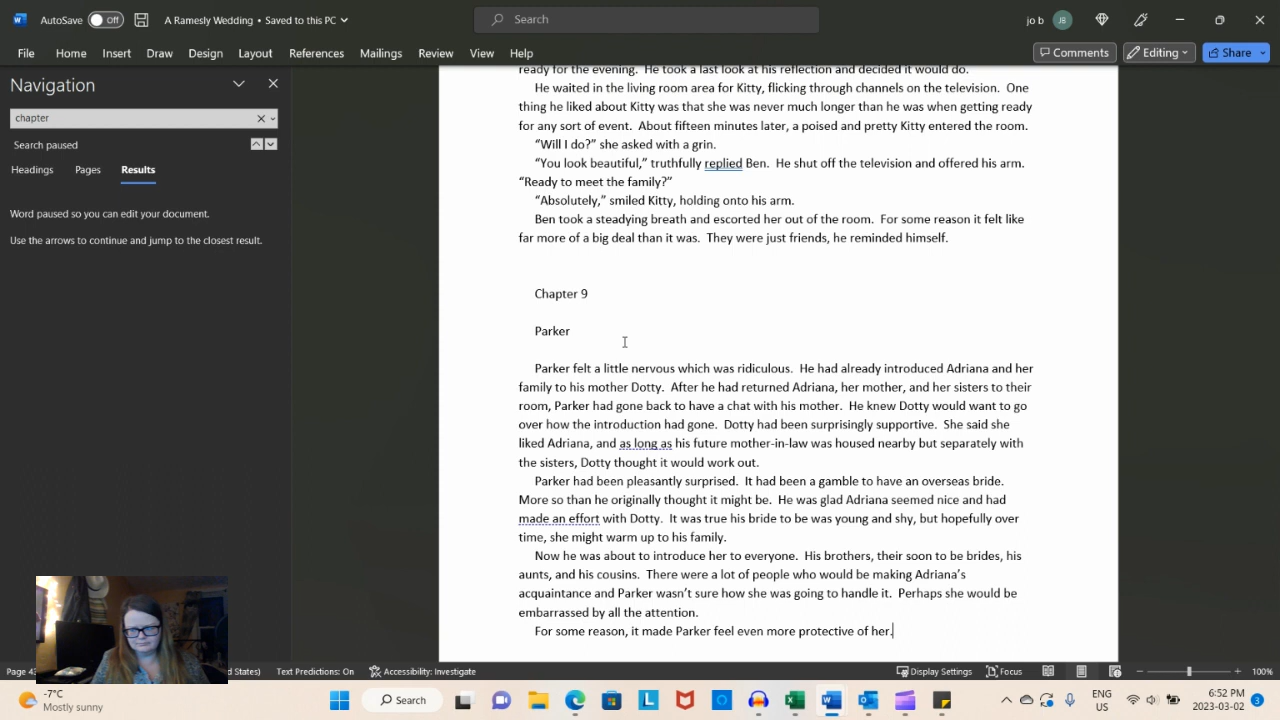 AutoSave Off A Ramesly Wedding • Saved to this PC Search jo b JB
File Home Insert Draw Design Layout References Mailings Review View Help Comments Editing Share
Navigation
chapter
Search paused
Headings Pages Results
Word paused so you can edit your document.
Use the arrows to continue and jump to the closest result.
ready for the evening.  He took a last look at his reflection and decided it would do.
He waited in the living room area for Kitty, flicking through channels on the television.  One
thing he liked about Kitty was that she was never much longer than he was when getting ready
for any sort of event.  About fifteen minutes later, a poised and pretty Kitty entered the room.
“Will I do?” she asked with a grin.
“You look beautiful,” truthfully replied Ben.  He shut off the television and offered his arm.
“Ready to meet the family?”
“Absolutely,” smiled Kitty, holding onto his arm.
Ben took a steadying breath and escorted her out of the room.  For some reason it felt like
far more of a big deal than it was.  They were just friends, he reminded himself.
Chapter 9
Parker
Parker felt a little nervous which was ridiculous.  He had already introduced Adriana and her
family to his mother Dotty.  After he had returned Adriana, her mother, and her sisters to their
room, Parker had gone back to have a chat with his mother.  He knew Dotty would want to go
over how the introduction had gone.  Dotty had been surprisingly supportive.  She said she
liked Adriana, and as long as his future mother-in-law was housed nearby but separately with
the sisters, Dotty thought it would work out.
Parker had been pleasantly surprised.  It had been a gamble to have an overseas bride.
More so than he originally thought it might be.  He was glad Adriana seemed nice and had
made an effort with Dotty.  It was true his bride to be was young and shy, but hopefully over
time, she might warm up to his family.
Now he was about to introduce her to everyone.  His brothers, their soon to be brides, his
aunts, and his cousins.  There were a lot of people who would be making Adriana’s
acquaintance and Parker wasn’t sure how she was going to handle it.  Perhaps she would be
embarrassed by all the attention.
For some reason, it made Parker feel even more protective of her.
Page States) Text Predictions: On Accessibility: Investigate Display Settings Focus 100%
-7°C
Mostly sunny
Search
ENG
US
6:52 PM
2023-03-02
3